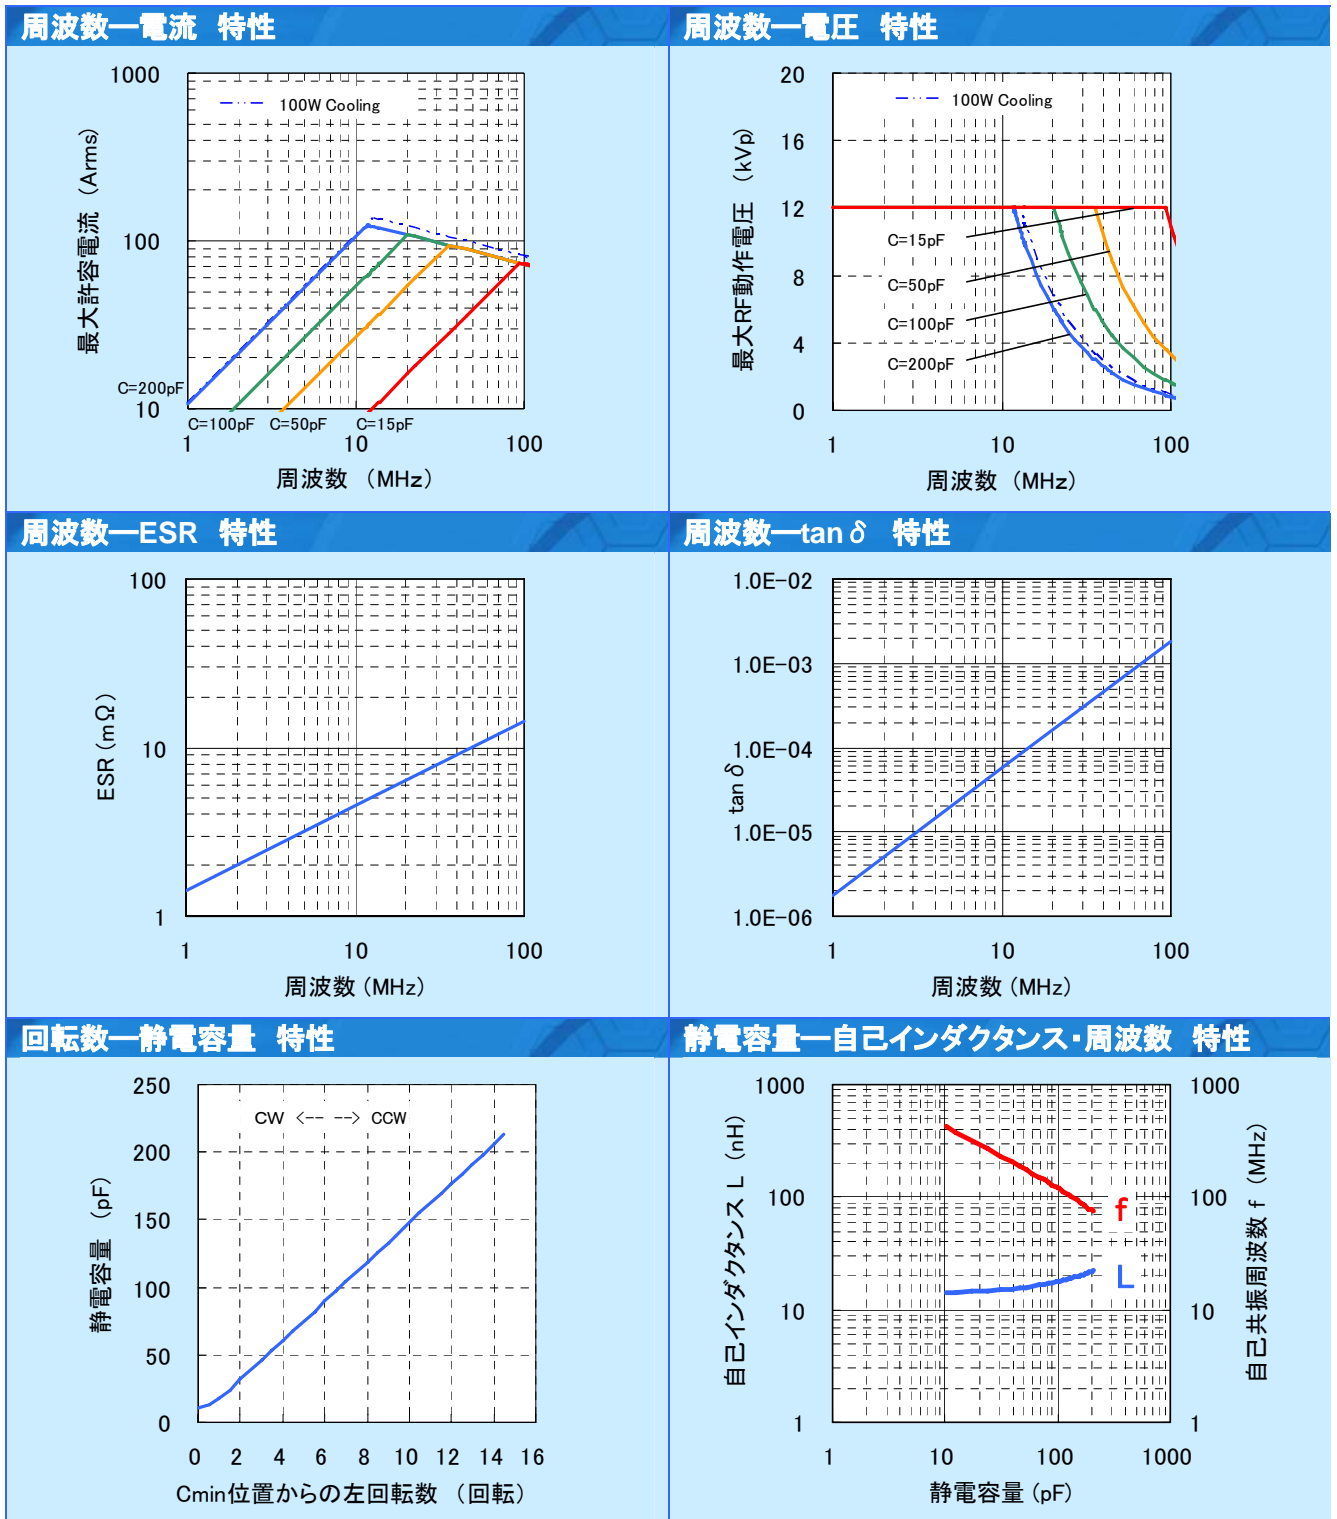 周波数―電流 特性
1000
100
10
最大許容電流 (Arms)
100W Cooling
C=200pF
C=100pF C=50pF C=15pF
1 10 100
周波数 (MHz)
周波数―電圧 特性
20
16
12
8
4
0
最大RF動作電圧 (kVp)
100W Cooling
C=15pF
C=50pF
C=100pF
C=200pF
1 10 100
周波数 (MHz)
周波数―ESR 特性
100
10
1
ESR (mΩ)
1 10 100
周波数 (MHz)
周波数―tanδ 特性
1.0E-02
1.0E-03
1.0E-04
1.0E-05
1.0E-06
tanδ
1 10 100
周波数 (MHz)
回転数―静電容量 特性
250
200
150
100
50
0
静電容量 (pF)
CW <-- --> CCW
0 2 4 6 8 10 12 14 16
Cmin位置からの左回転数 (回転)
静電容量―自己インダクタンス・周波数 特性
1000
100
10
1
自己インダクタンス L (nH)
f
L
1000
100
10
1
自己共振周波数 f (MHz)
1 10 100 1000
静電容量 (pF)